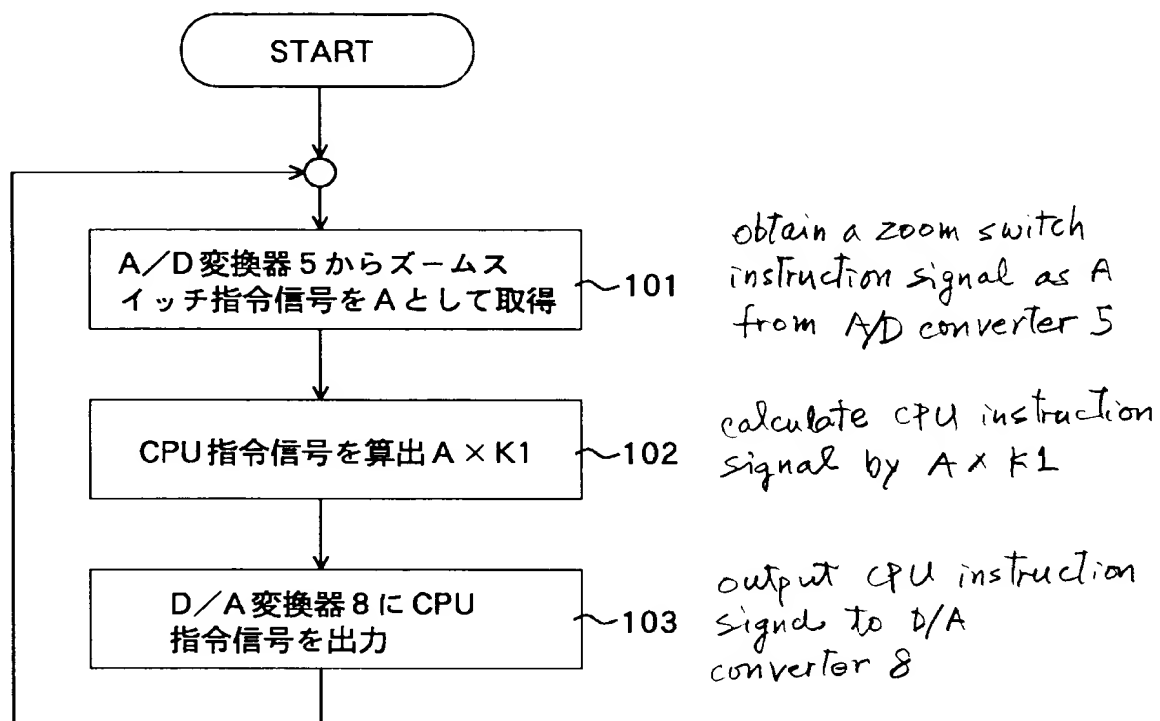 START
A／D変換器5からズームス
イッチ指令信号をAとして取得
101
obtain a zoom switch
instruction signal as A
from A/D converter 5
CPU指令信号を算出A×K1
102
calculate CPU instruction
signal by A×K1
D／A変換器8にCPU
指令信号を出力
103
output CPU instruction
signal to D/A
converter 8